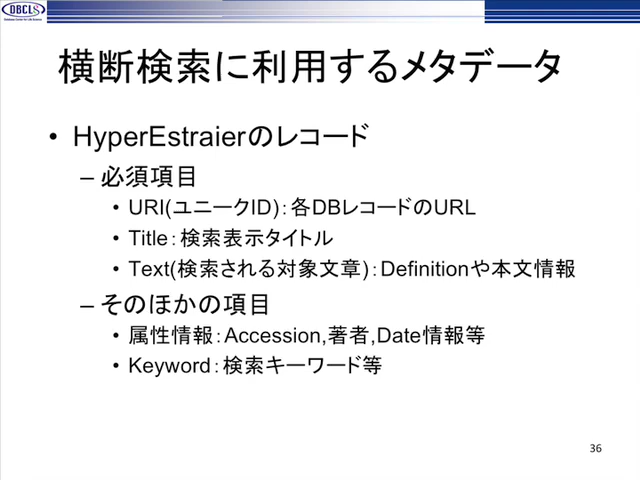 DBCLS
Database Center for Life Science
横断検索に利用するメタデータ
• HyperEstraierのレコード
– 必須項目
• URI(ユニークID)：各DBレコードのURL
• Title：検索表示タイトル
• Text(検索される対象文章)：Definitionや本文情報
– そのほかの項目
• 属性情報：Accession,著者,Date情報等
• Keyword：検索キーワード等
36